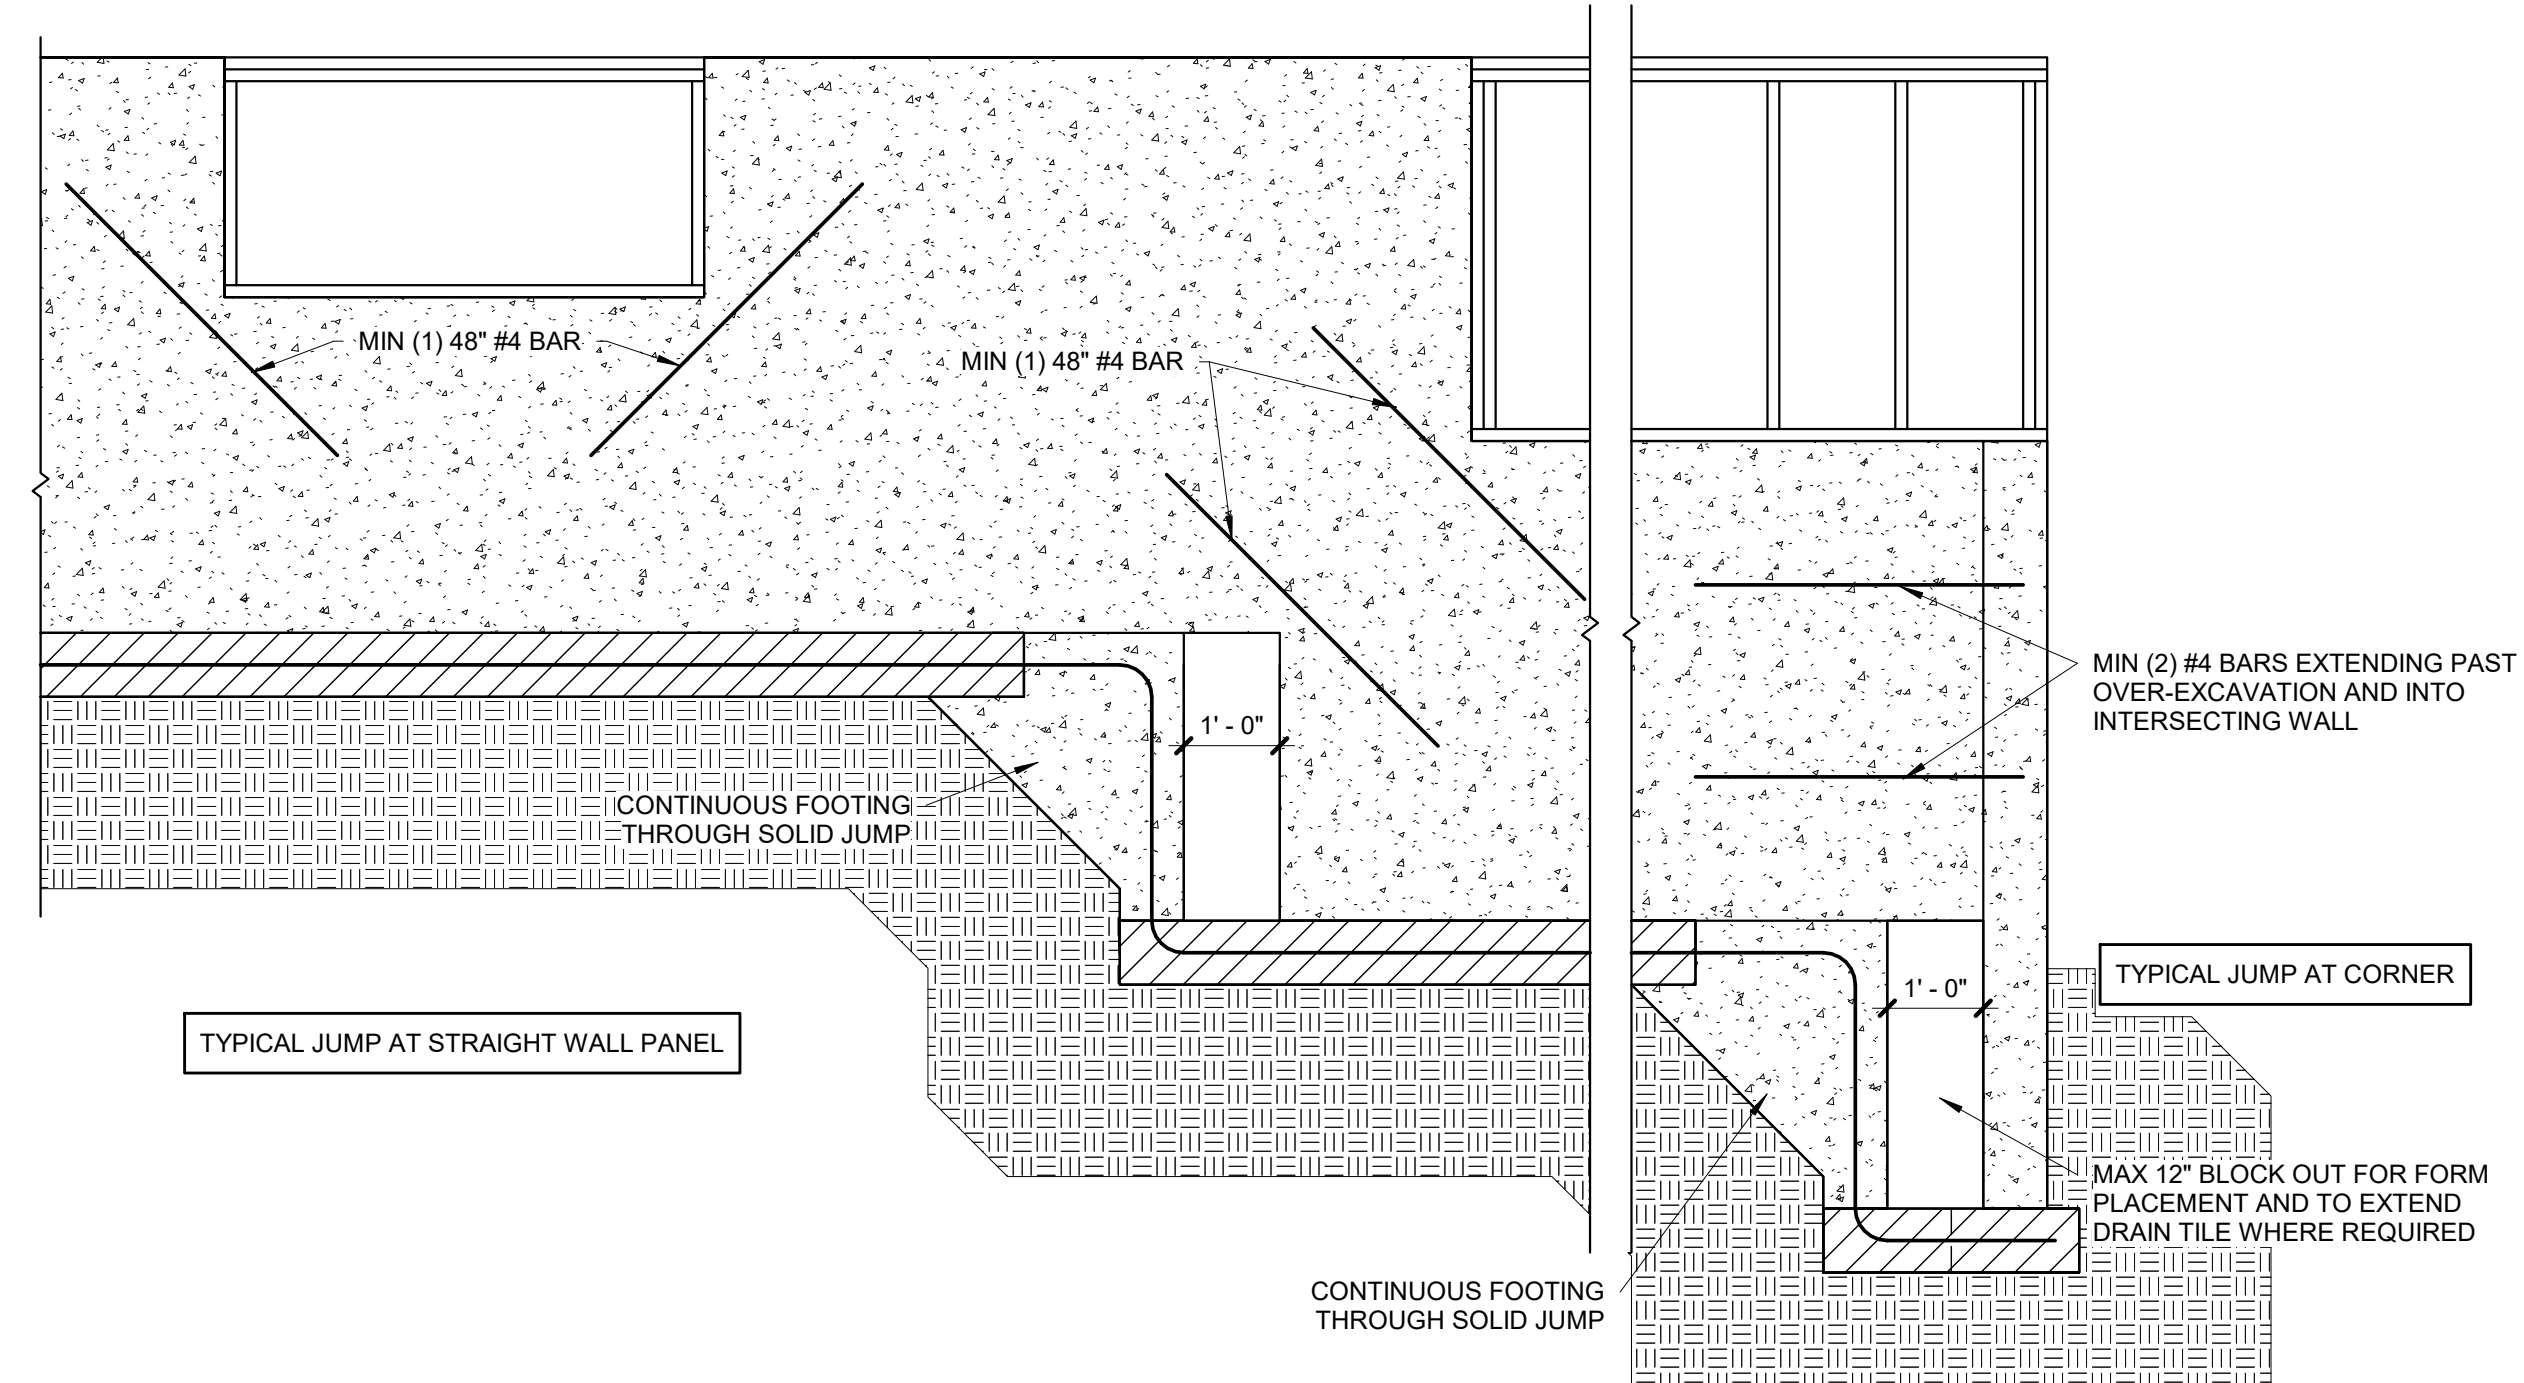 MIN (1) 48" #4 BAR
MIN (1) 48" #4 BAR
MIN (2) #4 BARS EXTENDING PAST
OVER-EXCAVATION AND INTO
INTERSECTING WALL
1' - 0"
CONTINUOUS FOOTING
THROUGH SOLID JUMP
TYPICAL JUMP AT CORNER
1' - 0"
TYPICAL JUMP AT STRAIGHT WALL PANEL
MAX 12" BLOCK OUT FOR FORM
PLACEMENT AND TO EXTEND
DRAIN TILE WHERE REQUIRED
CONTINUOUS FOOTING
THROUGH SOLID JUMP